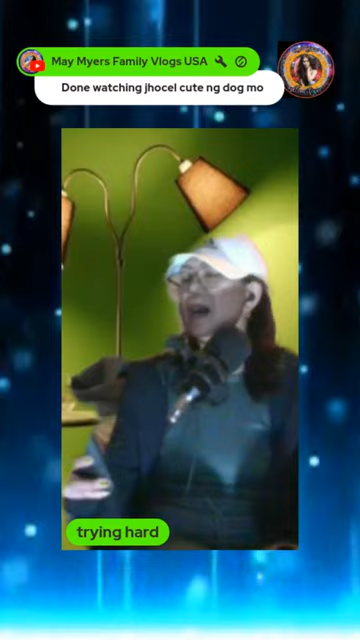 May Myers Family Vlogs USA
Done watching jhocel cute ng dog mo
trying hard